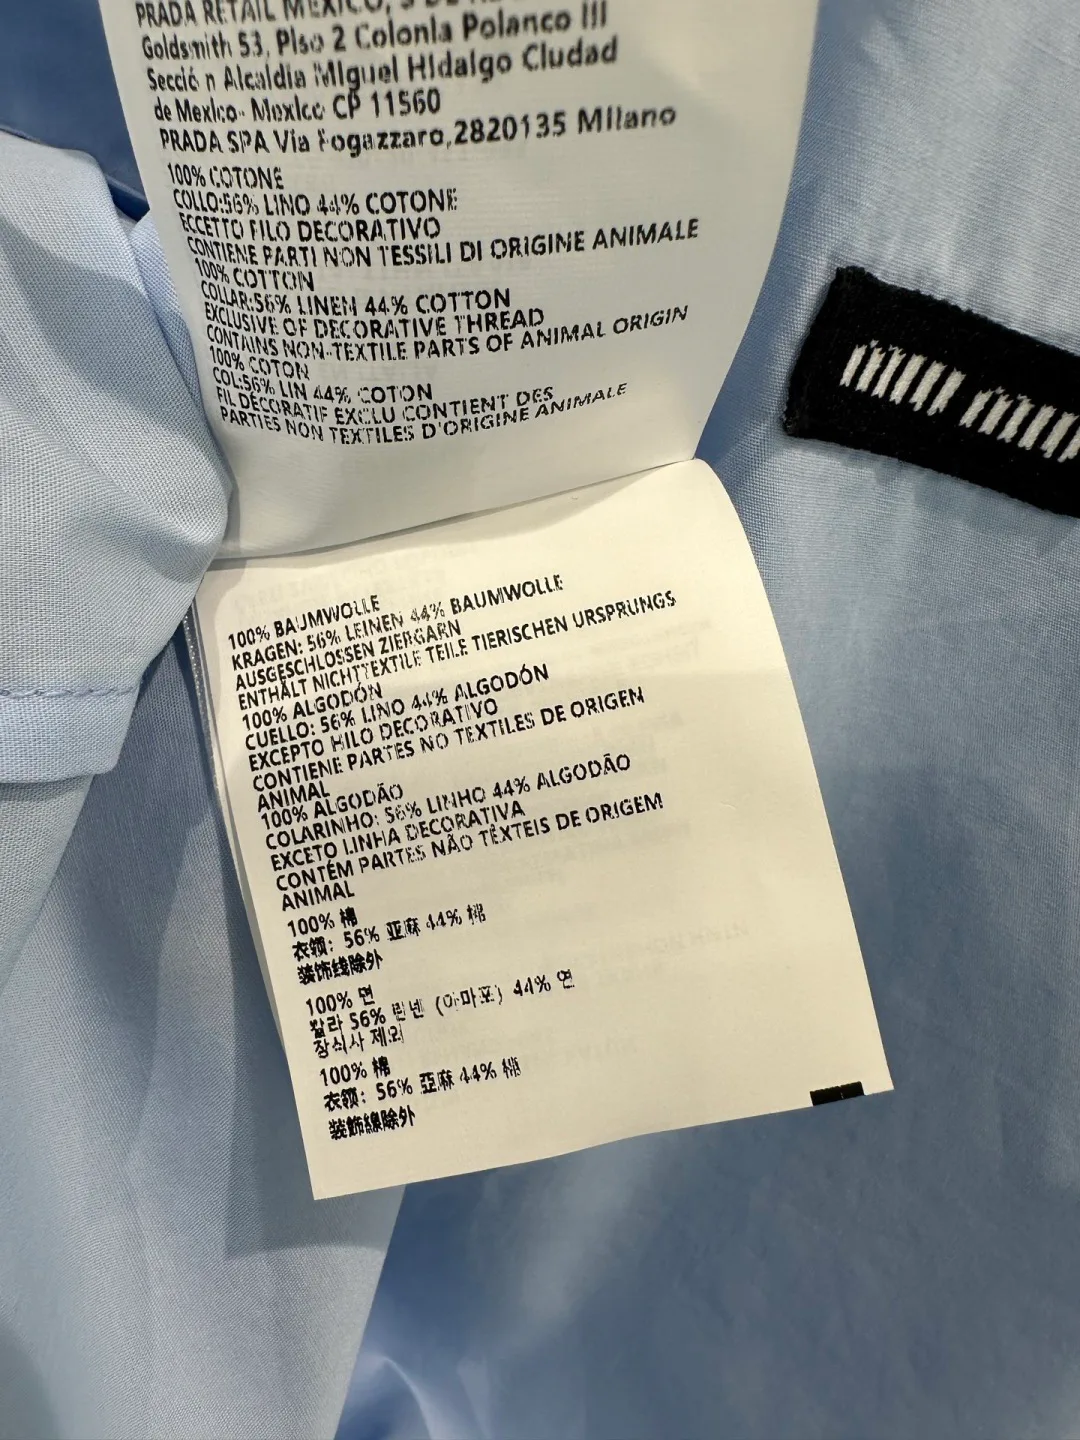 PRADA RETAIL MEXICO, S DE
Goldsmith 53, Piso 2 Colonia Polanco III
Secció n Alcaldia Miguel Hidalgo Ciudad
de Mexico- Mexico CP 11560
PRADA SPA Via Fogazzaro,2820135 Milano
100% COTONE
COLLO:56% LINO 44% COTONE
ECCETTO FILO DECORATIVO
CONTIENE PARTI NON TESSILI DI ORIGINE ANIMALE
100% COTTON
COLLAR:56% LINEN 44% COTTON
EXCLUSIVE OF DECORATIVE THREAD
CONTAINS NON-TEXTILE PARTS OF ANIMAL ORIGIN
100% COTON
COL:56% LIN 44% COTON
FIL DÉCORATIF EXCLU CONTIENT DES
PARTIES NON TEXTILES D'ORIGINE ANIMALE
100% BAUMWOLLE
KRAGEN: 56% LEINEN 44% BAUMWOLLE
AUSGESCHLOSSEN ZIERGARN
ENTHÄLT NICHTTEXTILE TEILE TIERISCHEN URSPRUNGS
100% ALGODÓN
CUELLO: 56% LINO 44% ALGODÓN
EXCEPTO HILO DECORATIVO
CONTIENE PARTES NO TEXTILES DE ORIGEN
ANIMAL
100% ALGODÃO
COLARINHO: 56% LINHO 44% ALGODÃO
EXCETO LINHA DECORATIVA
CONTÉM PARTES NÃO TÊXTEIS DE ORIGEM
ANIMAL
100% 棉
衣领: 56% 亚麻 44% 棉
装饰线除外
100% 면
칼라 56% 린넨 (아마포) 44% 면
장식사 제외
100% 棉
衣領: 56% 亞麻 44% 棉
裝飾線除外